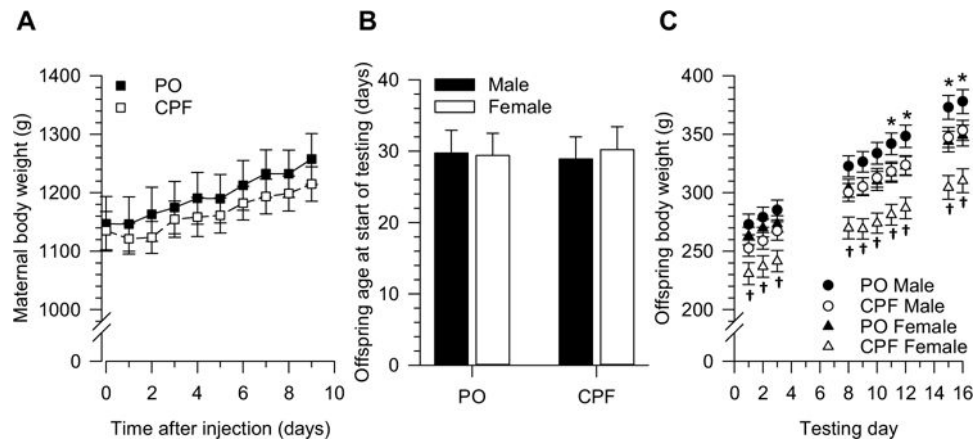 A
Maternal body weight (g)
1400
1300
1200
1100
1000
0
PO
CPF
0 2 4 6 8 10
Time after injection (days)
B
Offspring age at start of testing (days)
40
30
20
10
0
Male
Female
PO CPF
C
Offspring body weight (g)
400
350
300
250
200
0
* *
* *
† † †
† † † † †
† †
PO Male
CPF Male
PO Female
CPF Female
0 2 4 6 8 10 12 14 16
Testing day